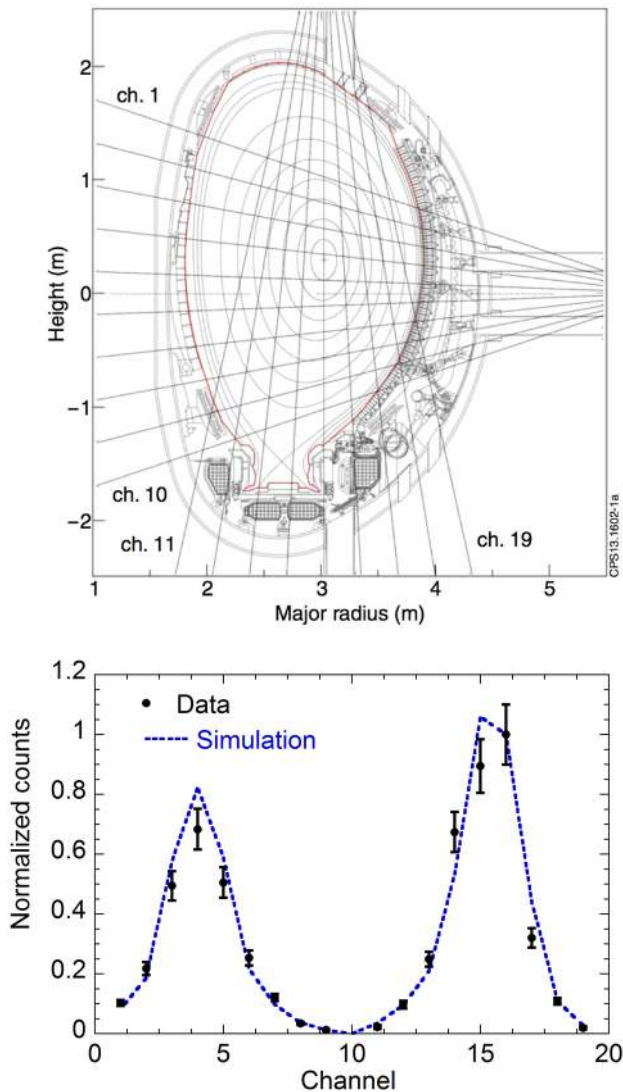 2
ch. 1
1
Height (m)
0
−1
ch. 10
ch. 11
ch. 19
−2
1 2 3 4 5
Major radius (m)
CPS13.1602-1a
1.2
Data
1
Simulation
0.8
Normalized counts
0.6
0.4
0.2
0
0 5 10 15 20
Channel